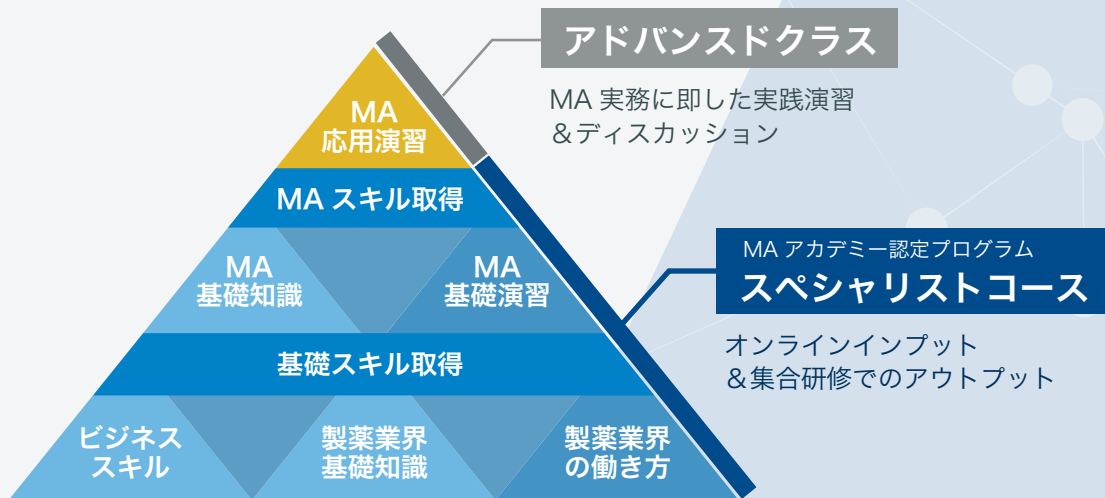 アドバンスドクラス
MA 実務に即した実践演習
&ディスカッション
MA
応用演習
MA スキル取得
MA
基礎知識
MA
基礎演習
MA アカデミー認定プログラム
スペシャリストコース
オンラインインプット
&集合研修でのアウトプット
基礎スキル取得
ビジネス
スキル
製薬業界
基礎知識
製薬業界
の働き方